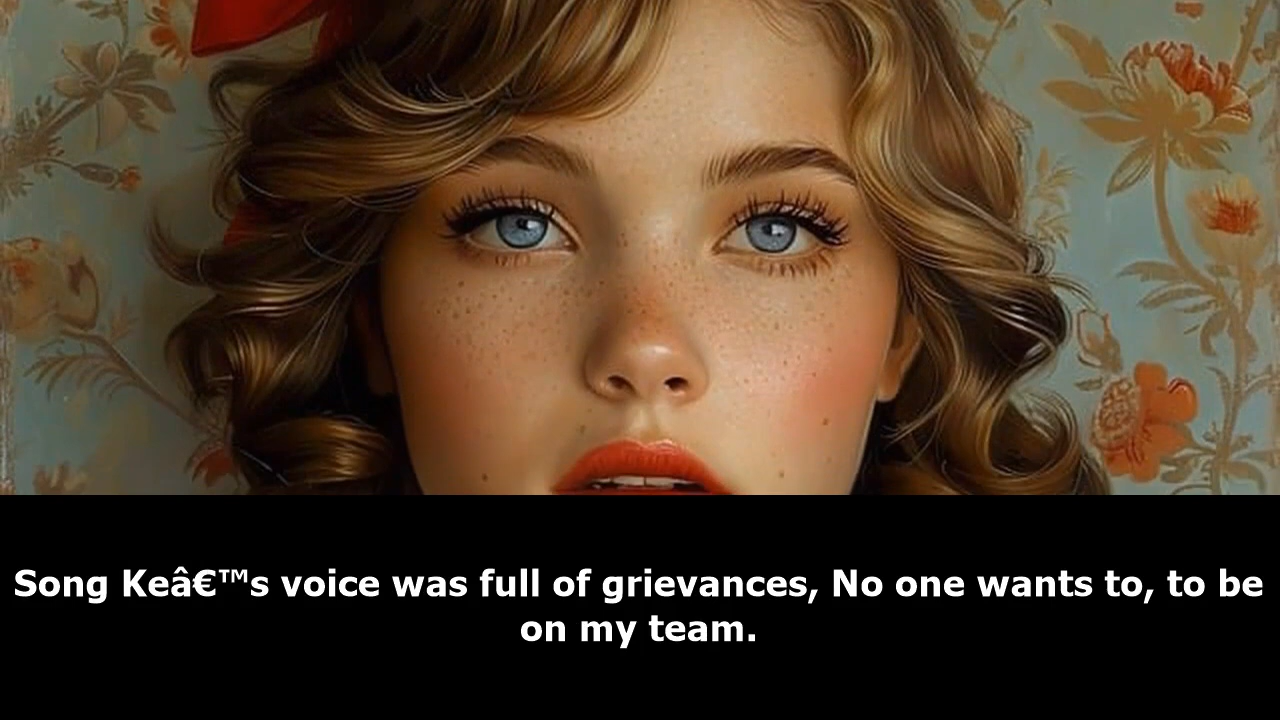 Song Keâ€™s voice was full of grievances, No one wants to, to be
on my team.